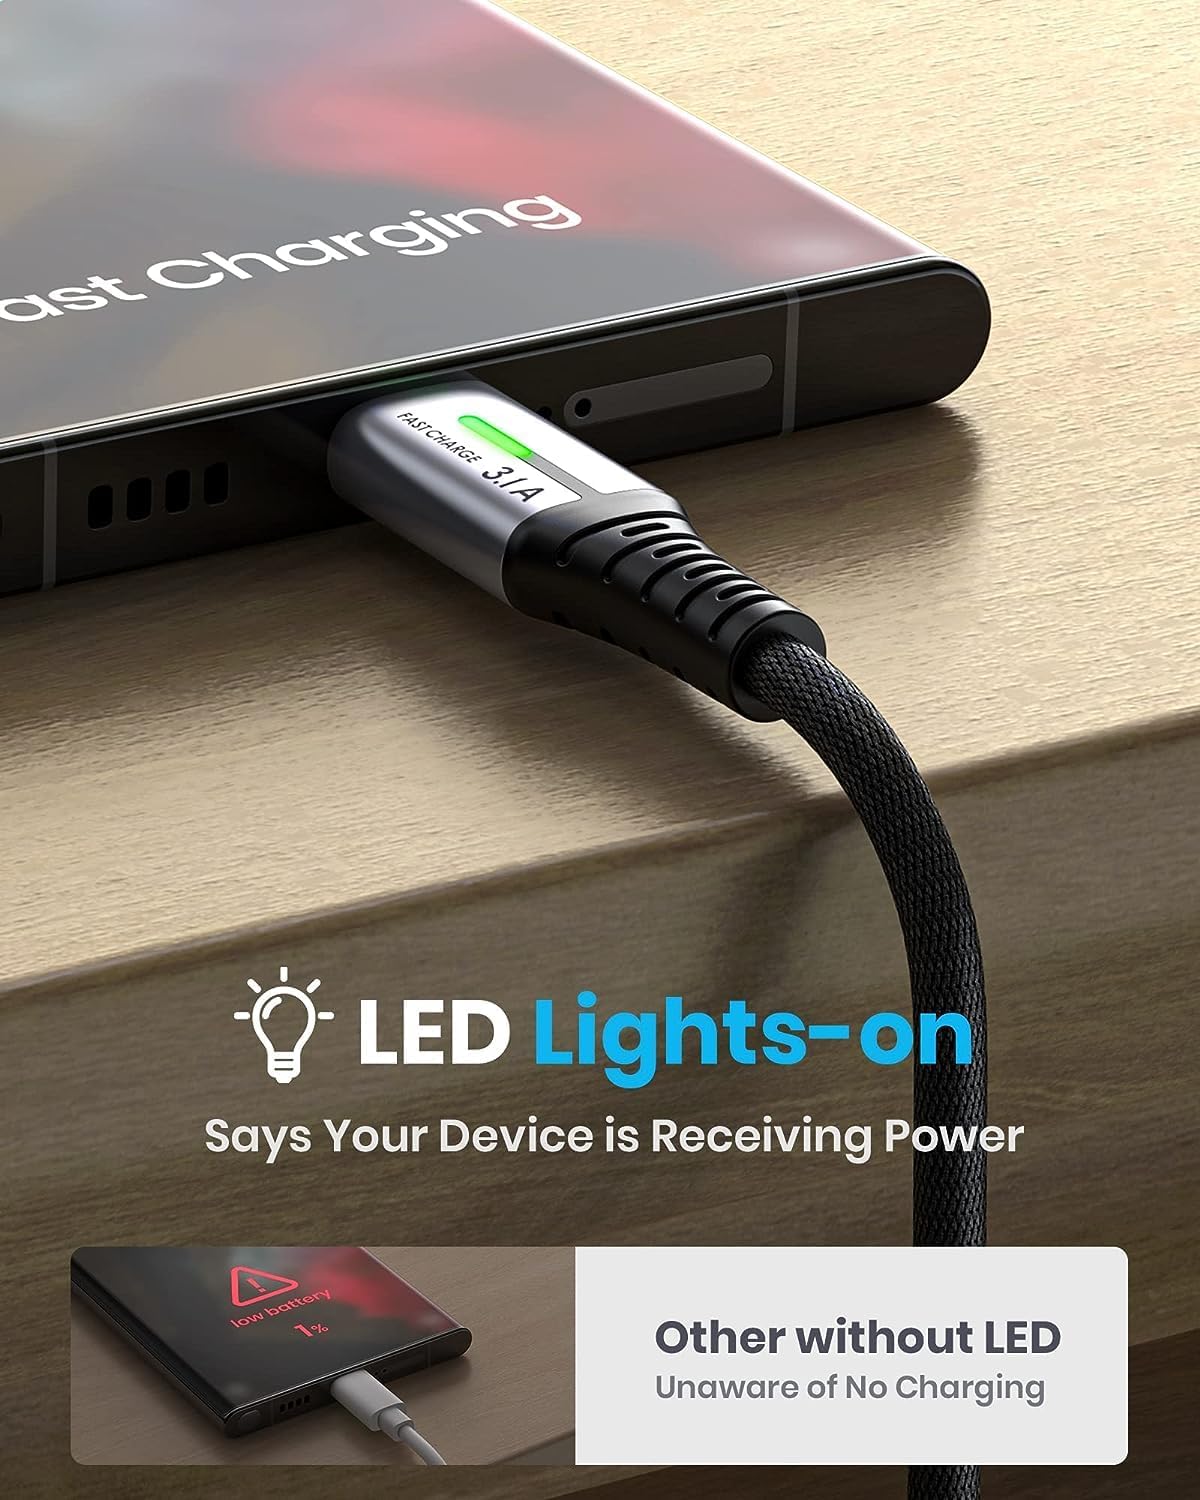 ast Charging
FAST CHARGE
3.1A
LED Lights-on
Says Your Device is Receiving Power
low battery
1%
Other without LED
Unaware of No Charging